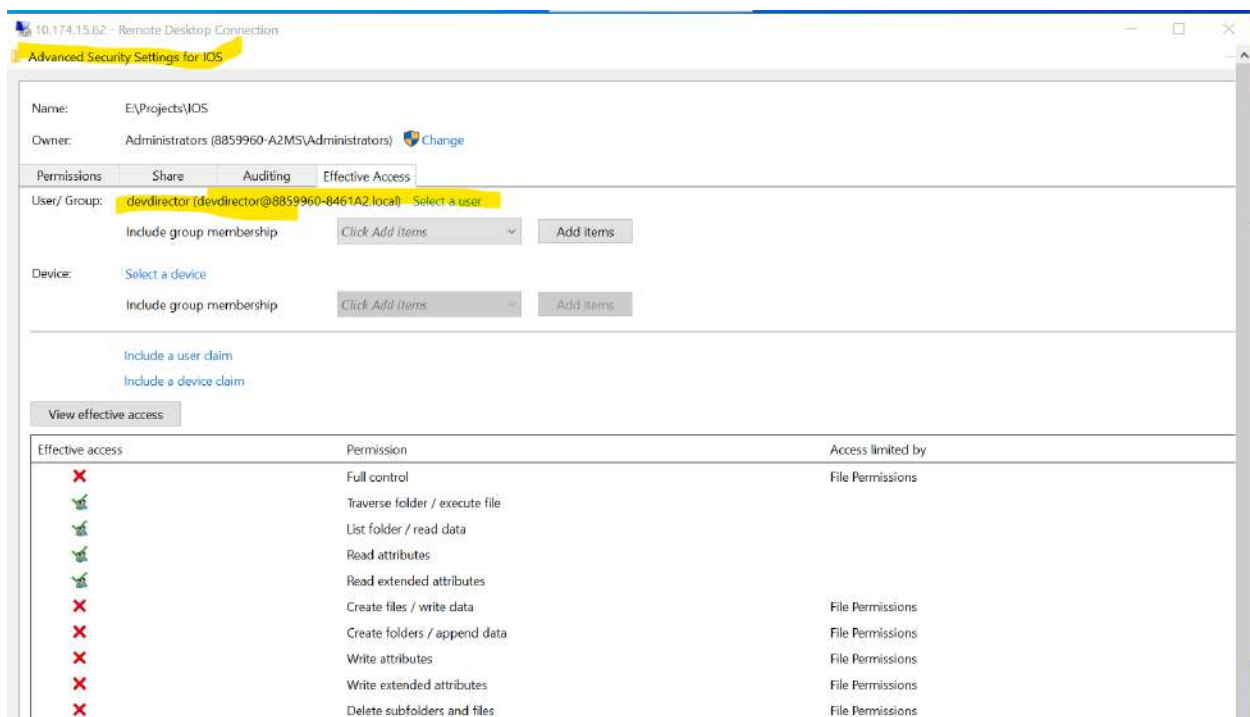 10.174.15.62 - Remote Desktop Connection
Advanced Security Settings for IOS
Name: E:\Projects\IOS
Owner: Administrators (8859960-A2MS\Administrators) Change
Permissions Share Auditing Effective Access
User/ Group: devdirector (devdirector@8859960-8461A2.local) Select a user
Include group membership Click Add items Add items
Device: Select a device
Include group membership Click Add items Add items
Include a user claim
Include a device claim
View effective access
Effective access Permission Access limited by
Full control File Permissions
Traverse folder / execute file
List folder / read data
Read attributes
Read extended attributes
Create files / write data File Permissions
Create folders / append data File Permissions
Write attributes File Permissions
Write extended attributes File Permissions
Delete subfolders and files File Permissions